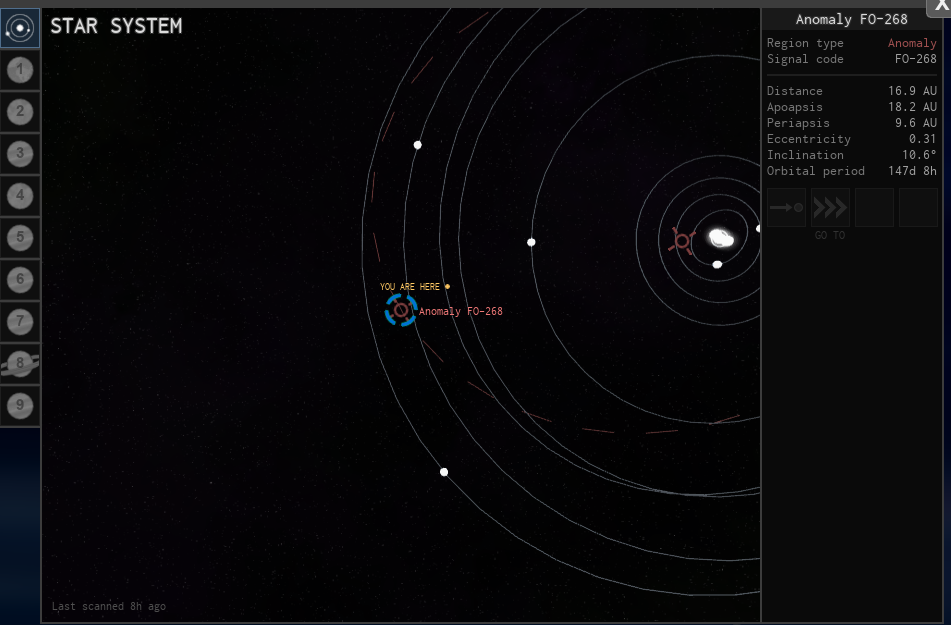 X
STAR SYSTEM
1
2
3
4
5
6
7
8
9
YOU ARE HERE
Anomaly FO-268
Last scanned 8h ago
Anomaly FO-268
Region type Anomaly
Signal code FO-268
Distance 16.9 AU
Apoapsis 18.2 AU
Periapsis 9.6 AU
Eccentricity 0.31
Inclination 10.6°
Orbital period 147d 8h
GO TO